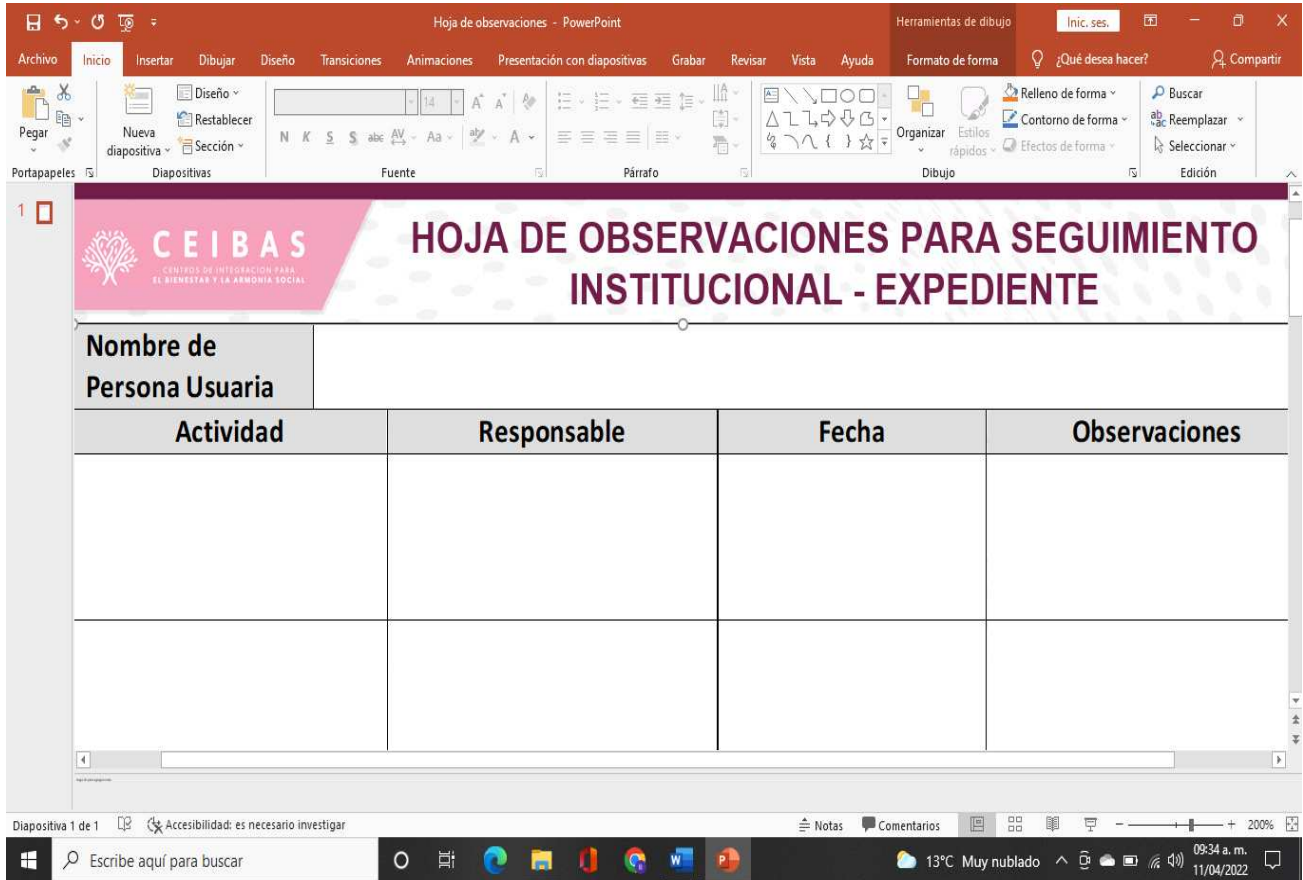 Hoja de observaciones - PowerPoint
Herramientas de dibujo
Inic. ses.
Archivo Inicio Insertar Dibujar Diseño Transiciones Animaciones Presentación con diapositivas Grabar Revisar Vista Ayuda Formato de forma ¿Qué desea hacer? Compartir
Pegar
Nueva diapositiva
Diseño
Restablecer
Sección
14
N K S S abc AV Aa A
Organizar
Estilos rápidos
Relleno de forma
Contorno de forma
Efectos de forma
Buscar
Reemplazar
Seleccionar
Portapapeles Diapositivas Fuente Párrafo Dibujo Edición
1
CEIBAS
CENTROS DE INTEGRACIÓN PARA
EL BIENESTAR Y LA ARMONÍA SOCIAL
HOJA DE OBSERVACIONES PARA SEGUIMIENTO
INSTITUCIONAL - EXPEDIENTE
Nombre de
Persona Usuaria
Actividad Responsable Fecha Observaciones
Diapositiva 1 de 1 Accesibilidad: es necesario investigar Notas Comentarios 200%
Escribe aquí para buscar
13°C Muy nublado
09:34 a. m.
11/04/2022